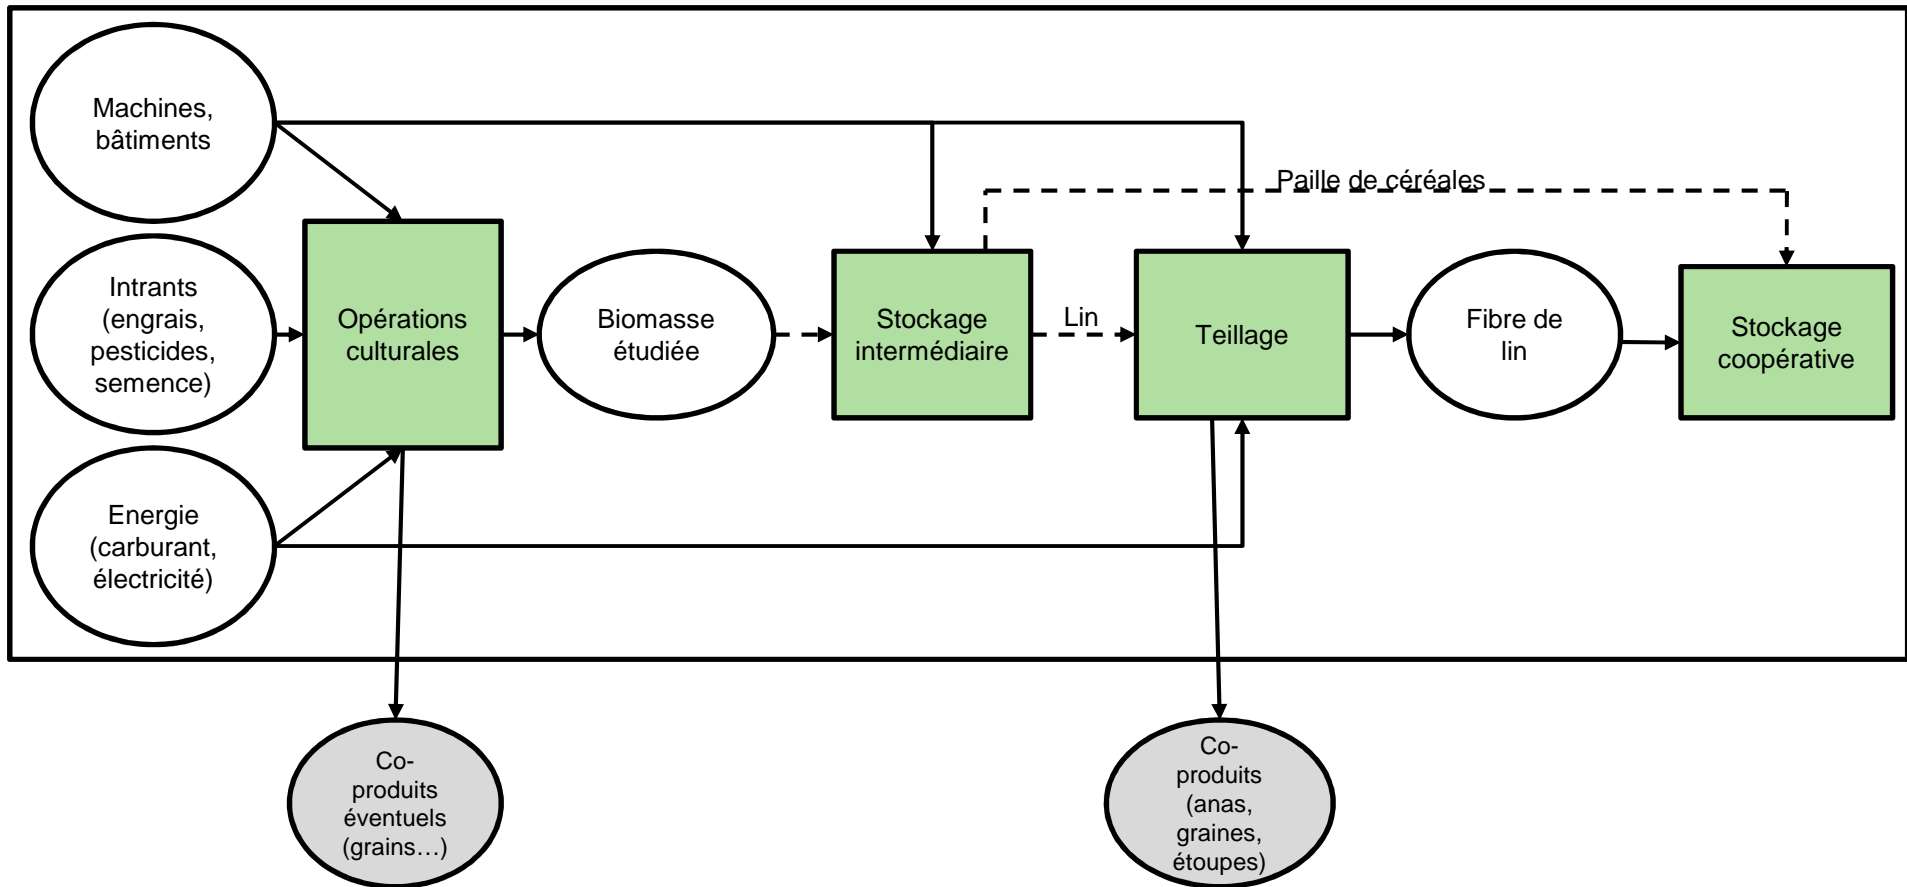 Machines,
bâtiments
Paille de céréales
Intrants
(engrais,
pesticides,
semence)
Opérations
culturales
Biomasse
étudiée
Stockage
intermédiaire
Lin
Teillage
Fibre de
lin
Stockage
coopérative
Energie
(carburant,
électricité)
Co-
produits
éventuels
(grains…)
Co-
produits
(anas,
graines,
étoupes)